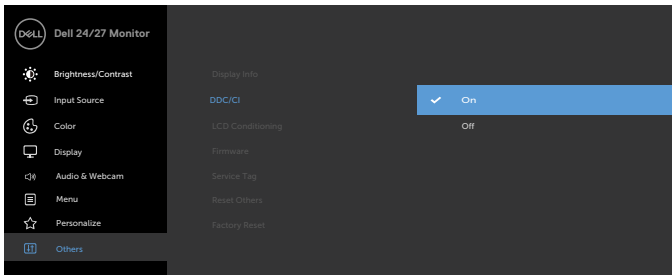 DELL
Dell 24/27 Monitor
Brightness/Contrast
Input Source
Color
Display
Audio & Webcam
Menu
Personalize
Others
Display Info
DDC/CI
LCD Conditioning
Firmware
Service Tag
Reset Others
Factory Reset
On
Off